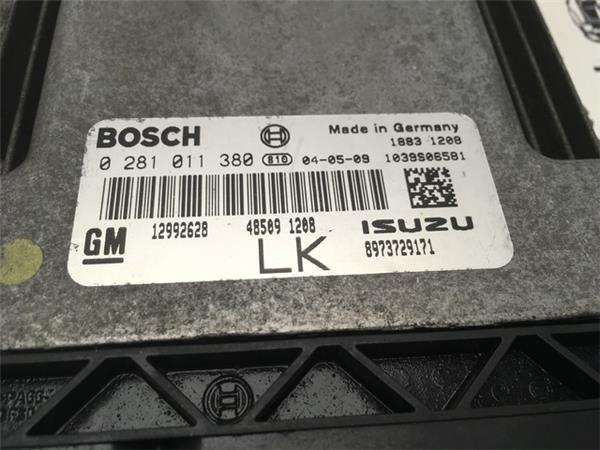 BOSCH
Made in Germany
1883 1208
0 281 011 380 810 04-05-09 1039S06581
GM 12992628 48509 1208 ISUZU
LK 8973729171